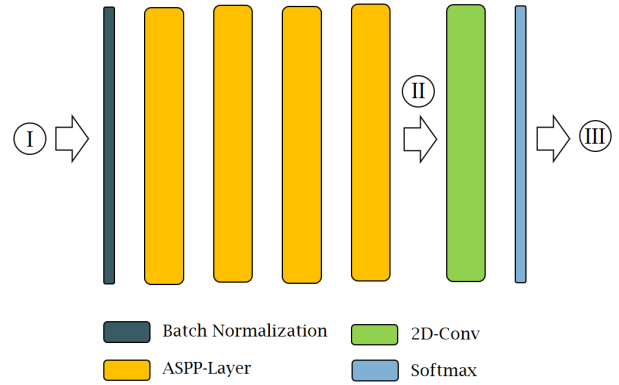 II
I
III
Batch Normalization
2D-Conv
ASPP-Layer
Softmax